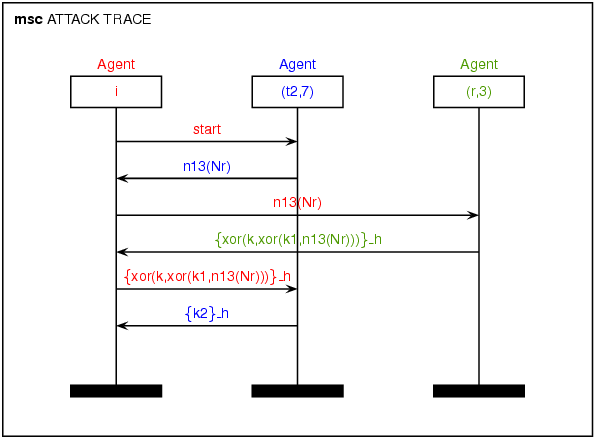 msc ATTACK TRACE
Agent Agent Agent
i (t2,7) (r,3)
start
n13(Nr)
n13(Nr)
{xor(k,xor(k1,n13(Nr)))}_h
{xor(k,xor(k1,n13(Nr)))}_h
{k2}_h